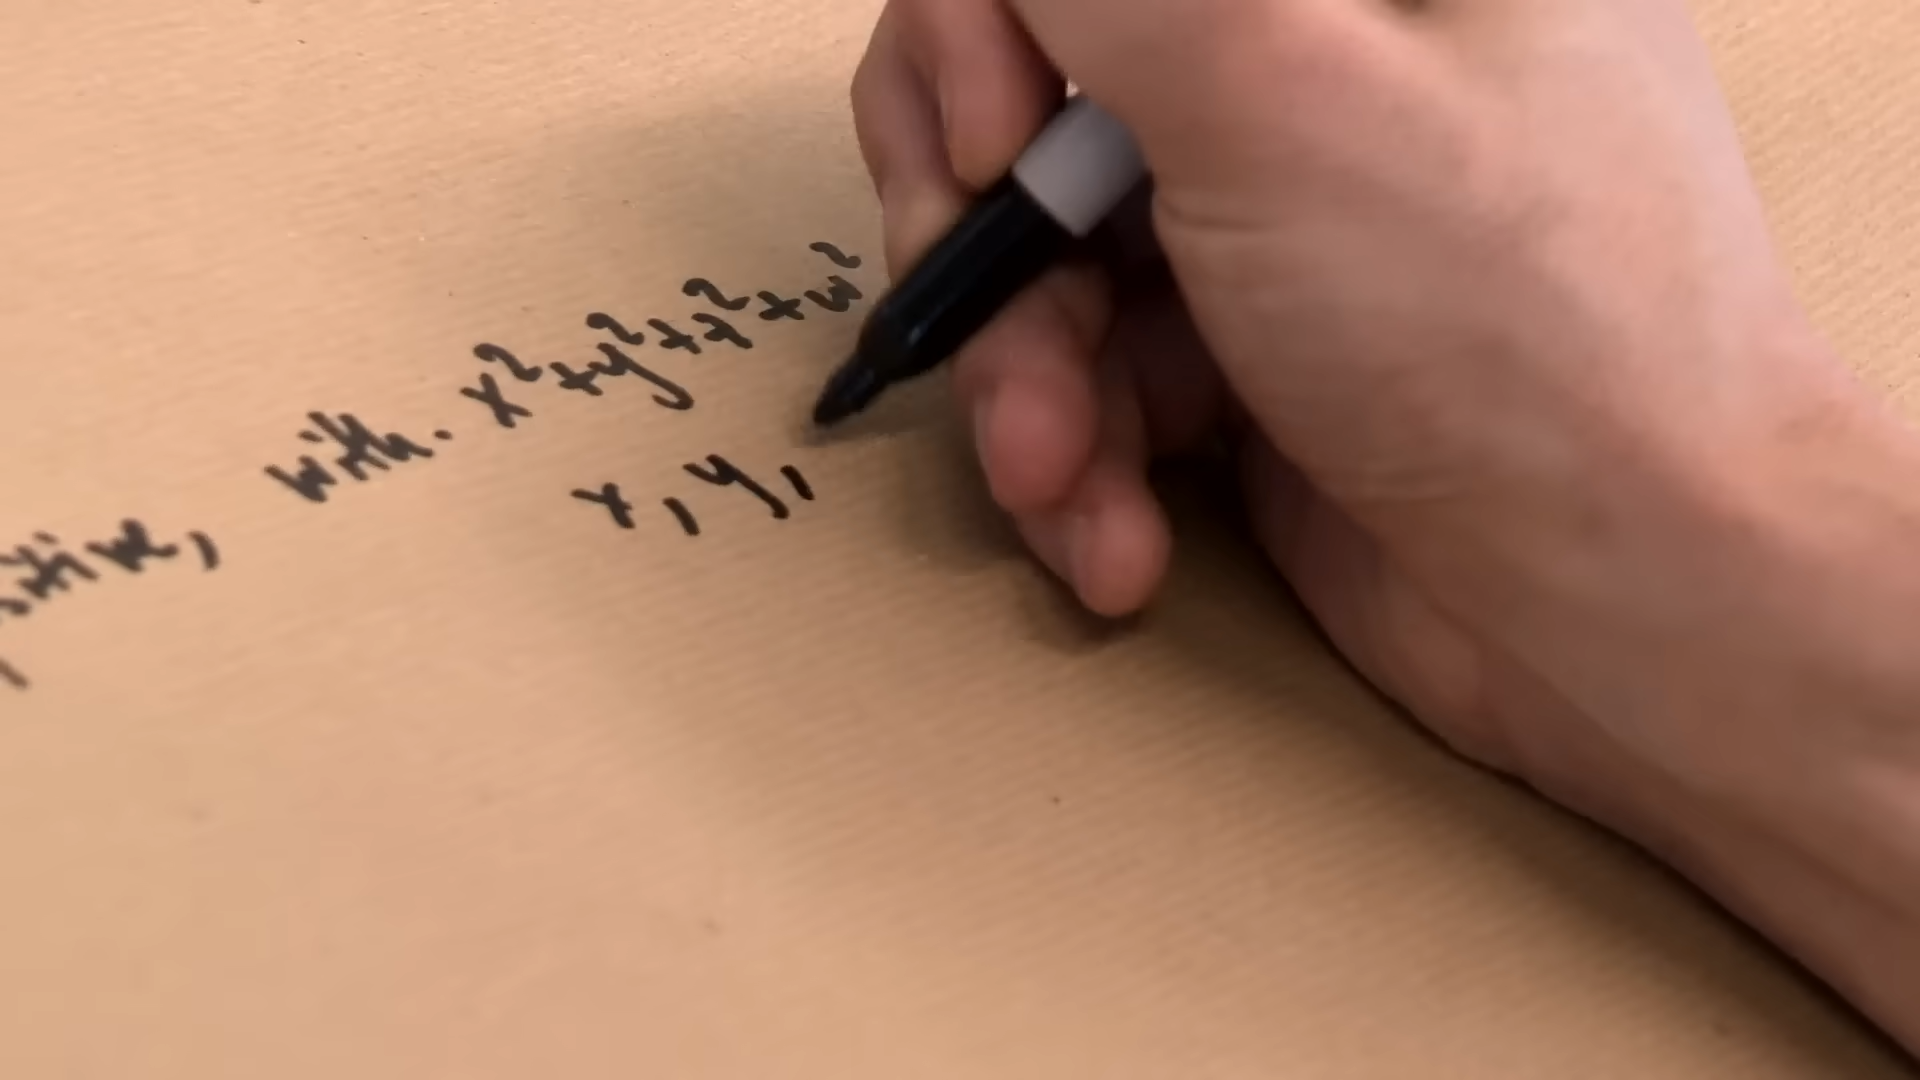 with. x²+y²+z²+w²
x, y,